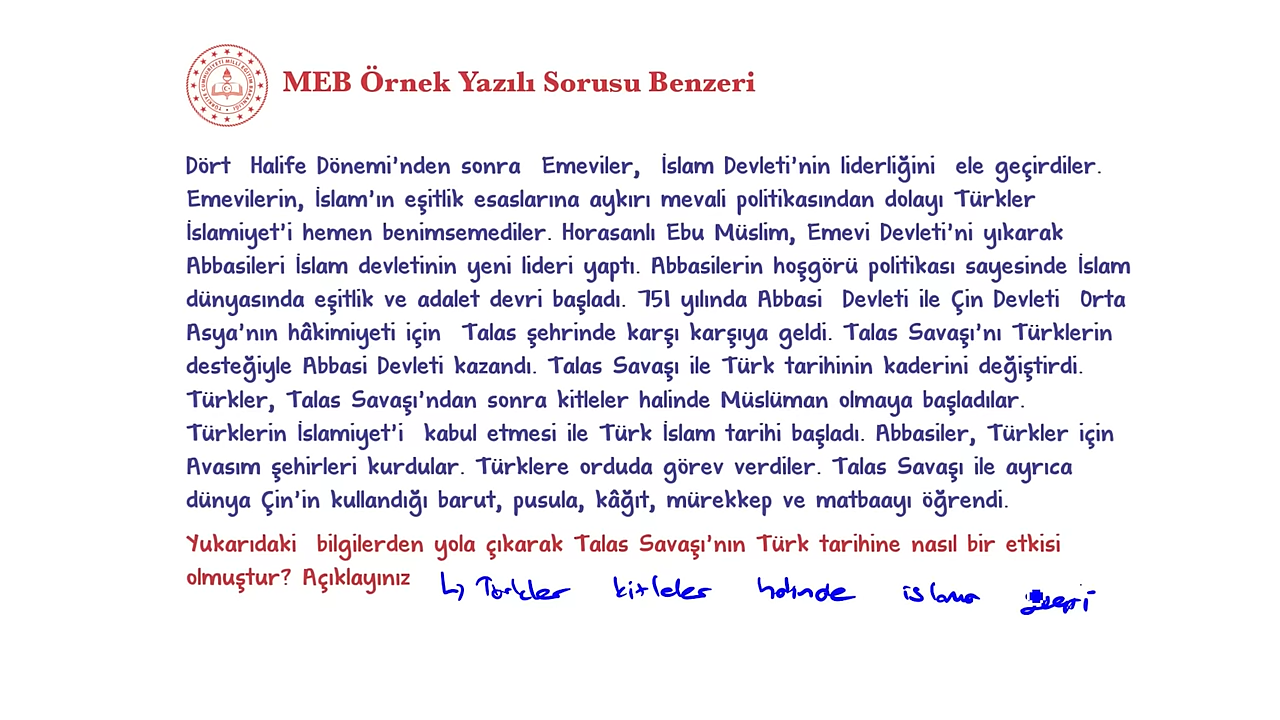 MEB Örnek Yazılı Sorusu Benzeri
Dört Halife Dönemi'nden sonra Emeviler, İslam Devleti'nin liderliğini ele geçirdiler.
Emevilerin, İslam'ın eşitlik esaslarına aykırı mevali politikasından dolayı Türkler
İslamiyet'i hemen benimsemediler. Horasanlı Ebu Müslim, Emevi Devleti'ni yıkarak
Abbasileri İslam devletinin yeni lideri yaptı. Abbasilerin hoşgörü politikası sayesinde İslam
dünyasında eşitlik ve adalet devri başladı. 751 yılında Abbasi Devleti ile Çin Devleti Orta
Asya'nın hâkimiyeti için Talas şehrinde karşı karşıya geldi. Talas Savaşı'nı Türklerin
desteğiyle Abbasi Devleti kazandı. Talas Savaşı ile Türk tarihinin kaderini değiştirdi.
Türkler, Talas Savaşı'ndan sonra kitleler halinde Müslüman olmaya başladılar.
Türklerin İslamiyet'i kabul etmesi ile Türk İslam tarihi başladı. Abbasiler, Türkler için
Avasım şehirleri kurdular. Türklere orduda görev verdiler. Talas Savaşı ile ayrıca
dünya Çin'in kullandığı barut, pusula, kâğıt, mürekkep ve matbaayı öğrendi.
Yukarıdaki bilgilerden yola çıkarak Talas Savaşı'nın Türk tarihine nasıl bir etkisi
olmuştur? Açıklayınız Türkler kitleler halinde islama